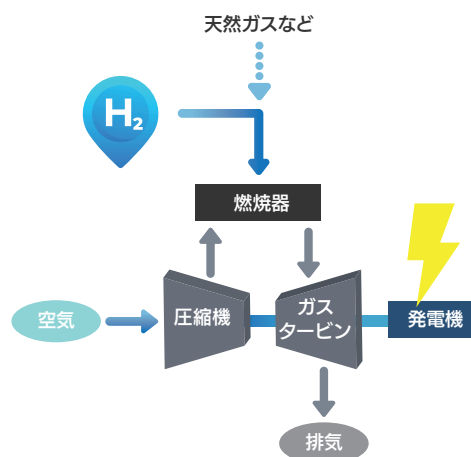 天然ガスなど
H₂
燃焼器
空気
圧縮機
ガス
タービン
発電機
排気